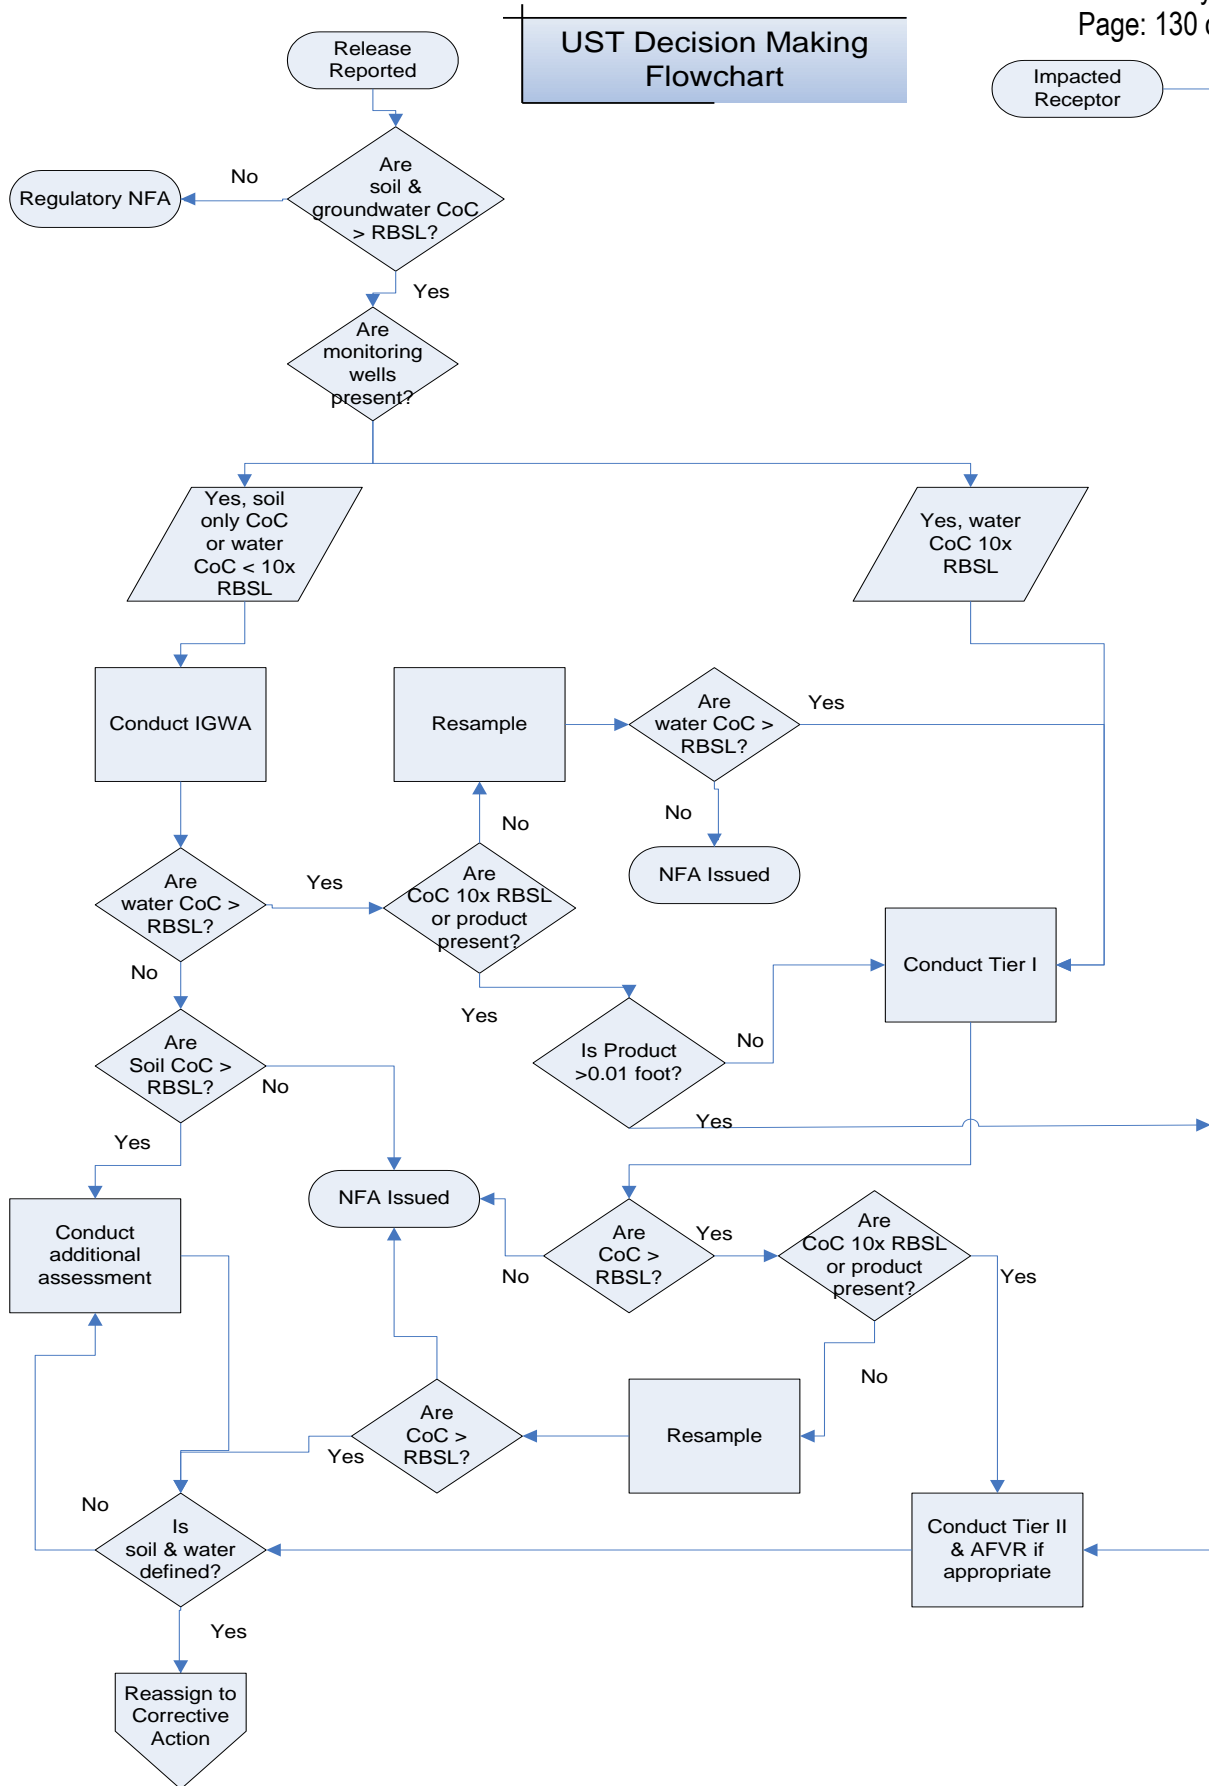 Page: 130
UST Decision Making
Flowchart
Release
Reported
Impacted
Receptor
Are
soil &
groundwater CoC
> RBSL?
No
Regulatory NFA
Yes
Are
monitoring
wells
present?
Yes, soil
only CoC
or water
CoC < 10x
RBSL
Yes, water
CoC 10x
RBSL
Conduct IGWA
Resample
Are
water CoC >
RBSL?
Yes
No
NFA Issued
No
Are
water CoC >
RBSL?
Yes
Are
CoC 10x RBSL
or product
present?
Conduct Tier I
No
Yes
Is Product
>0.01 foot?
No
Yes
Are
Soil CoC >
RBSL?
No
Yes
NFA Issued
Are
CoC >
RBSL?
Yes
No
Are
CoC 10x RBSL
or product
present?
Yes
No
Conduct
additional
assessment
Are
CoC >
RBSL?
Yes
Resample
No
Is
soil & water
defined?
Conduct Tier II
& AFVR if
appropriate
Yes
Reassign to
Corrective
Action